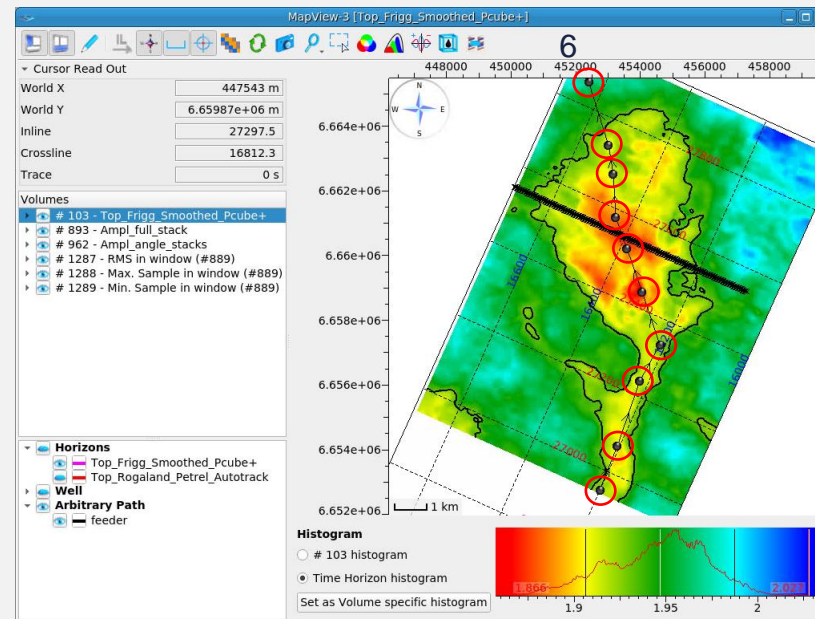 MapView-3 [Top_Frigg_Smoothed_Pcube+]
6
Cursor Read Out
World X 447543 m
World Y 6.65987e+06 m
Inline 27297.5
Crossline 16812.3
Trace 0 s
Volumes
# 103 - Top_Frigg_Smoothed_Pcube+
# 893 - Ampl_full_stack
# 962 - Ampl_angle_stacks
# 1287 - RMS in window (#889)
# 1288 - Max. Sample in window (#889)
# 1289 - Min. Sample in window (#889)
Horizons
Top_Frigg_Smoothed_Pcube+
Top_Rogaland_Petrel_Autotrack
Well
Arbitrary Path
feeder
448000 450000 452000 454000 456000 458000
N
W E
S
6.664e+06
6.662e+06
6.66e+06
6.658e+06
6.656e+06
6.654e+06
6.652e+06
16600
16000
27000
1 km
Histogram
# 103 histogram
Time Horizon histogram
Set as Volume specific histogram
1.866 2.027
1.9 1.95 2